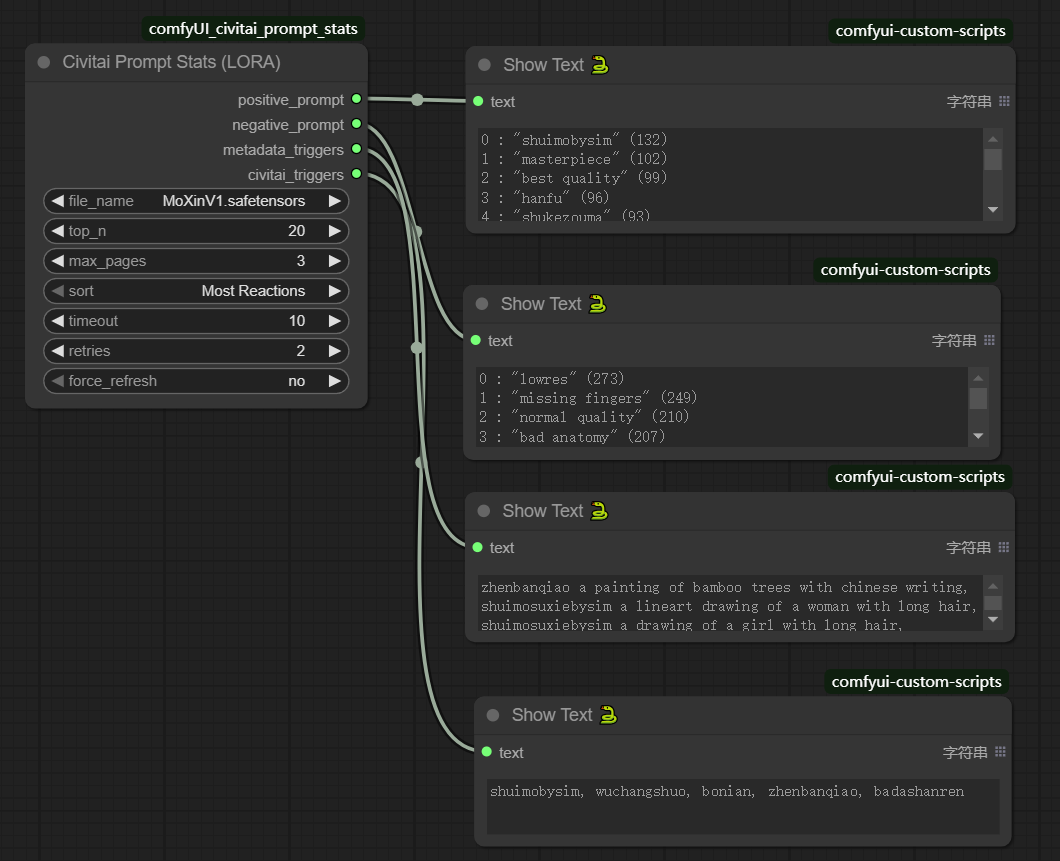 comfyUI_civitai_prompt_stats
Civitai Prompt Stats (LORA)
positive_prompt
negative_prompt
metadata_triggers
civitai_triggers
file_name MoXinV1.safetensors
top_n 20
max_pages 3
sort Most Reactions
timeout 10
retries 2
force_refresh no
comfyui-custom-scripts
Show Text
text 字符串
0 : "shuimobysim" (132)
1 : "masterpiece" (102)
2 : "best quality" (99)
3 : "hanfu" (96)
4 : "shukezouma" (93)
comfyui-custom-scripts
Show Text
text 字符串
0 : "lowres" (273)
1 : "missing fingers" (249)
2 : "normal quality" (210)
3 : "bad anatomy" (207)
comfyui-custom-scripts
Show Text
text 字符串
zhenbanqiao a painting of bamboo trees with chinese writing,
shuimosuxiebysim a lineart drawing of a woman with long hair,
shuimosuxiebysim a drawing of a girl with long hair,
comfyui-custom-scripts
Show Text
text 字符串
shuimobysim, wuchangshuo, bonian, zhenbanqiao, badashanren